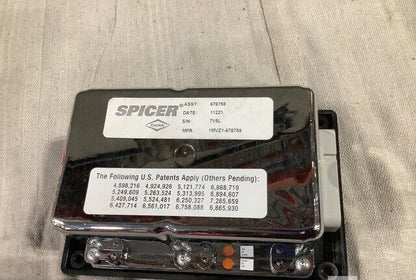 SPICER®
DANA
ASSY: 676759
DATE: 11221
S/N: 7V5L
MFR: IMVZ1-676759
The Following U.S. Patents Apply (Others Pending):
4,898,216 4,924,926 5,121,774 6,868,719
5,249,609 5,263,524 5,313,995 6,894,607
5,409,045 5,524,481 6,250,327 7,265,659
6,427,714 6,561,017 6,758,088 6,865,930